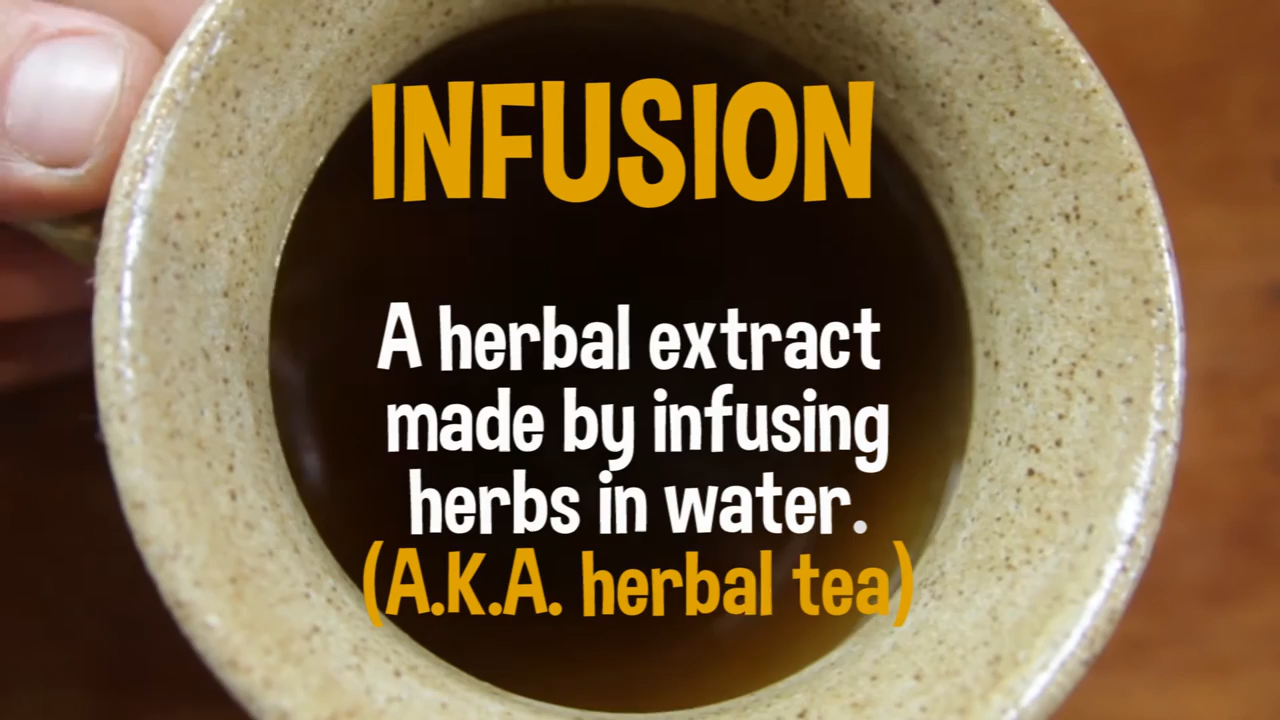 INFUSION
A herbal extract
made by infusing
herbs in water.
(A.K.A. herbal tea)